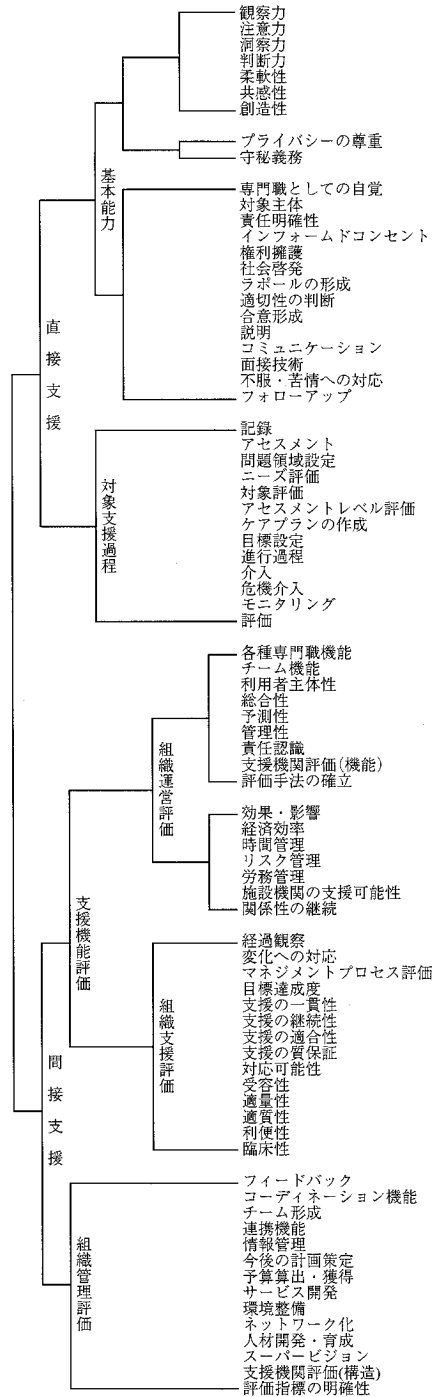 観察力
注意力
洞察力
判断力
柔軟性
共感性
創造性
プライバシーの尊重
守秘義務
基本能力
専門職としての自覚
対象主体
責任明確性
インフォームドコンセント
権利擁護
社会啓発
ラポールの形成
適切性の判断
合意形成
説明
コミュニケーション
面接技術
不服・苦情への対応
フォローアップ
直接支援
記録
アセスメント
問題領域設定
ニーズ評価
対象評価
アセスメントレベル評価
ケアプランの作成
目標設定
進行過程
介入
危機介入
モニタリング
評価
対象支援過程
各種専門職機能
チーム機能
利用者主体性
総合性
予測性
管理性
責任認識
支援機関評価(機能)
評価手法の確立
組織運営評価
効果・影響
経済効率
時間管理
リスク管理
労務管理
施設機関の支援可能性
関係性の継続
支援機能評価
経過観察
変化への対応
マネジメントプロセス評価
目標達成度
支援の一貫性
支援の継続性
支援の適合性
支援の質保証
対応可能性
受容性
適量性
適質性
利便性
臨床性
組織支援評価
間接支援
フィードバック
コーディネーション機能
チーム形成
連携機能
情報管理
今後の計画策定
予算算出・獲得
サービス開発
環境整備
ネットワーク化
人材開発・育成
スーパービジョン
支援機関評価(構造)
評価指標の明確性
組織管理評価